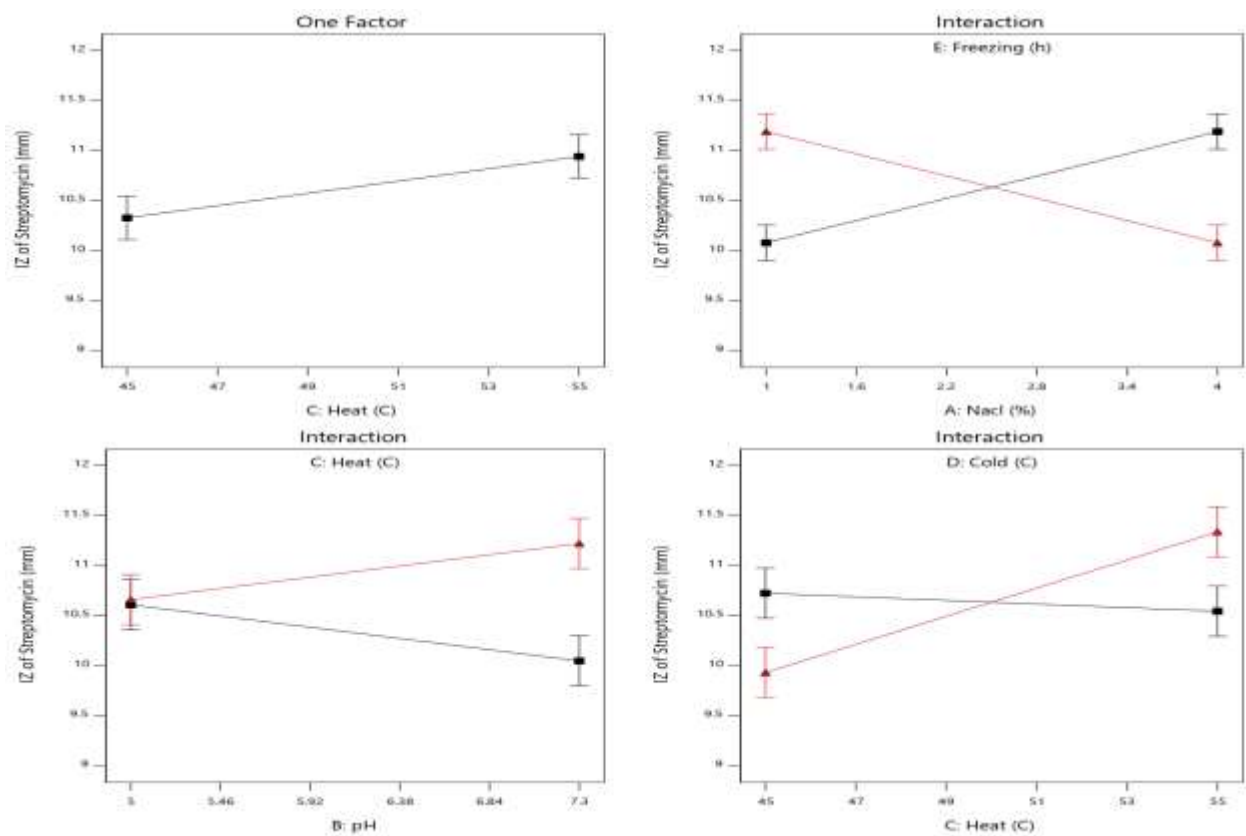 One Factor
12
11.5
11
10.5
10
9.5
9
IZ of Streptomycin (mm)
45 47 49 51 53 55
C: Heat (C)
Interaction
E: Freezing (h)
12
11.5
11
10.5
10
9.5
9
IZ of Streptomycin (mm)
1 1.6 2.2 2.8 3.4 4
A: Nacl (%)
Interaction
C: Heat (C)
12
11.5
11
10.5
10
9.5
9
IZ of Streptomycin (mm)
5 5.46 5.92 6.38 6.84 7.3
B: pH
Interaction
D: Cold (C)
12
11.5
11
10.5
10
9.5
9
IZ of Streptomycin (mm)
45 47 49 51 53 55
C: Heat (C)